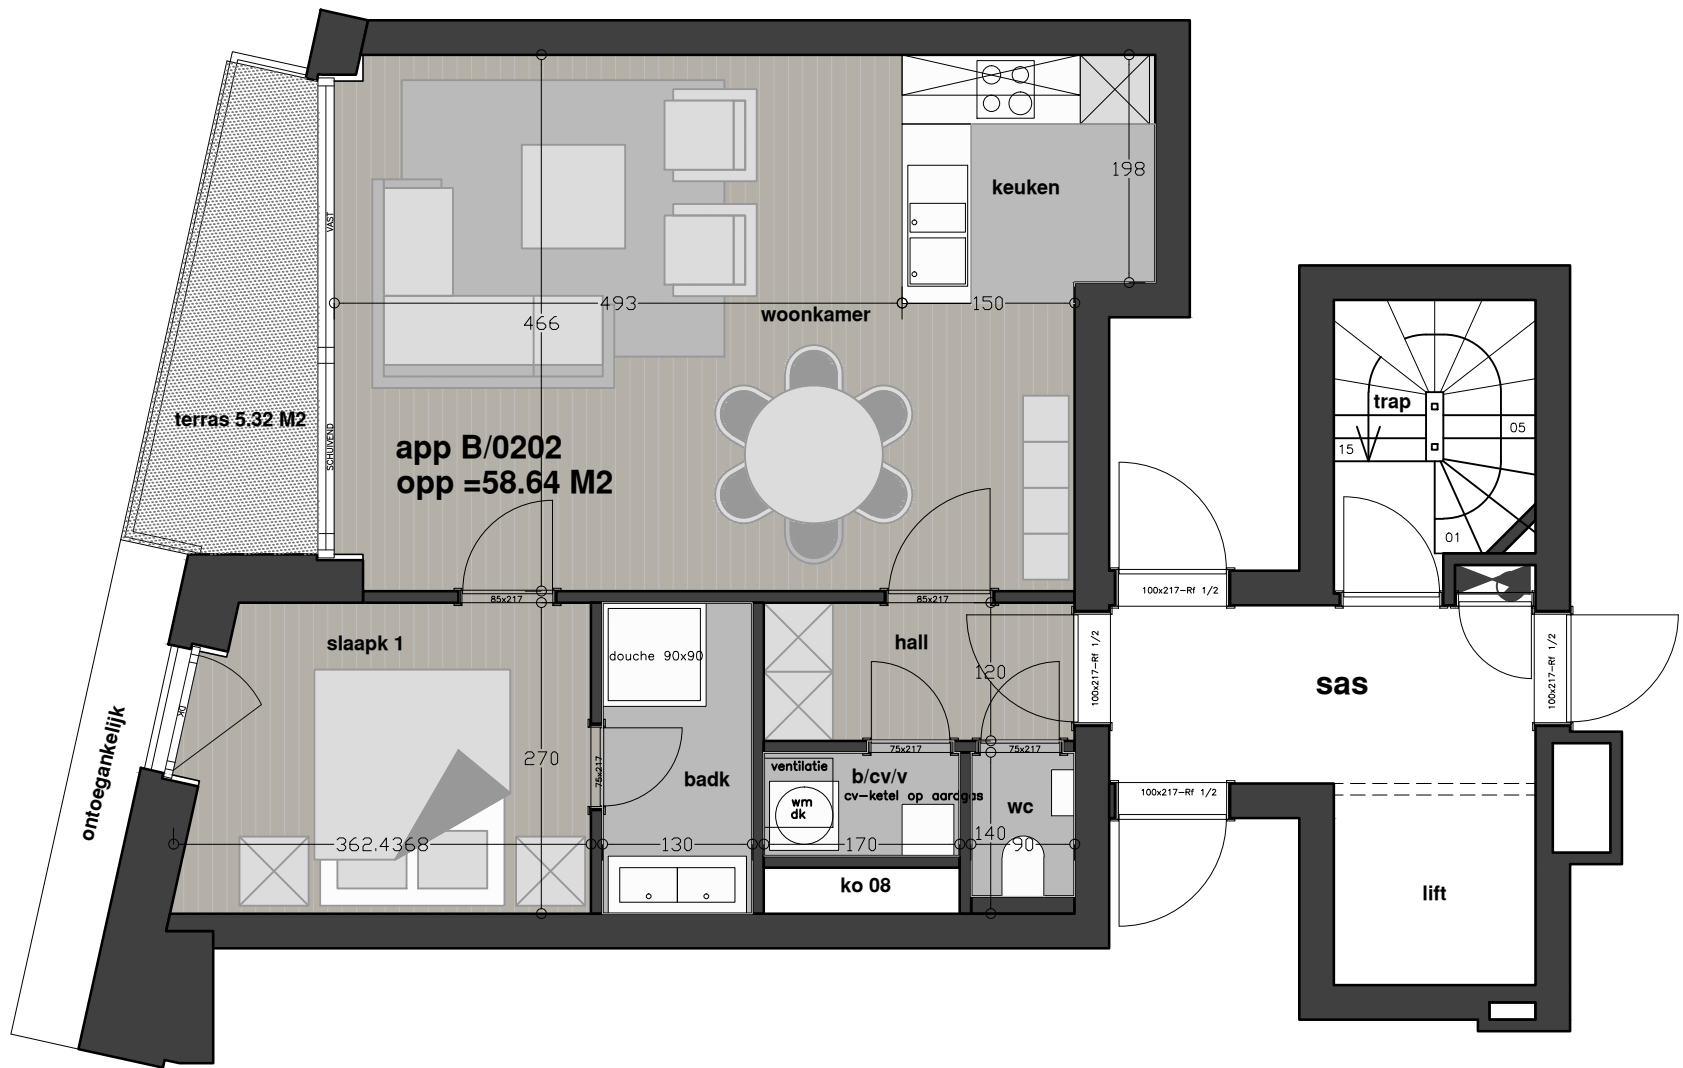 198
keuken
VAST
493
150
woonkamer
466
terras 5.32 M2
SCHUIVEND
app B/0202
opp =58.64 M2
trap
05
15
01
85x217
85x217
100x217-Rf 1/2
slaapk 1
douche 90x90
hall
120
100x217-Rf 1/2
sas
100x217-Rf 1/2
DK
ontoegankelijk
270
75x217
badk
75x217
75x217
ventilatie
b/cv/v
cv-ketel op aardgas
wm
dk
wc
100x217-Rf 1/2
362.4368
130
170
140
90
ko 08
lift